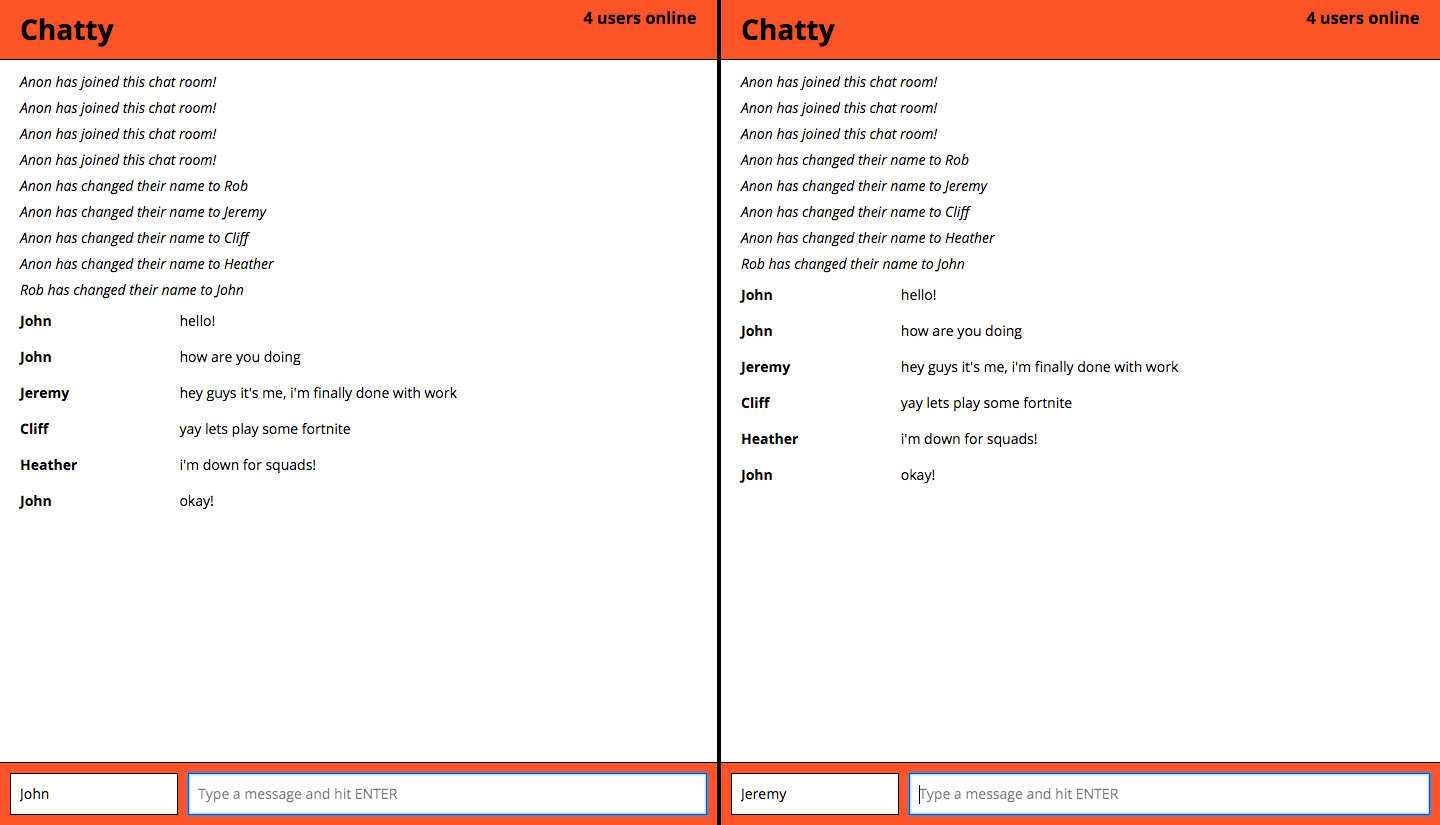 Chatty
4 users online
Anon has joined this chat room!
Anon has joined this chat room!
Anon has joined this chat room!
Anon has joined this chat room!
Anon has changed their name to Rob
Anon has changed their name to Jeremy
Anon has changed their name to Cliff
Anon has changed their name to Heather
Rob has changed their name to John
John hello!
John how are you doing
Jeremy hey guys it's me, i'm finally done with work
Cliff yay lets play some fortnite
Heather i'm down for squads!
John okay!
John
Type a message and hit ENTER
Chatty
4 users online
Anon has joined this chat room!
Anon has joined this chat room!
Anon has joined this chat room!
Anon has changed their name to Rob
Anon has changed their name to Jeremy
Anon has changed their name to Cliff
Anon has changed their name to Heather
Rob has changed their name to John
John hello!
John how are you doing
Jeremy hey guys it's me, i'm finally done with work
Cliff yay lets play some fortnite
Heather i'm down for squads!
John okay!
Jeremy
Type a message and hit ENTER